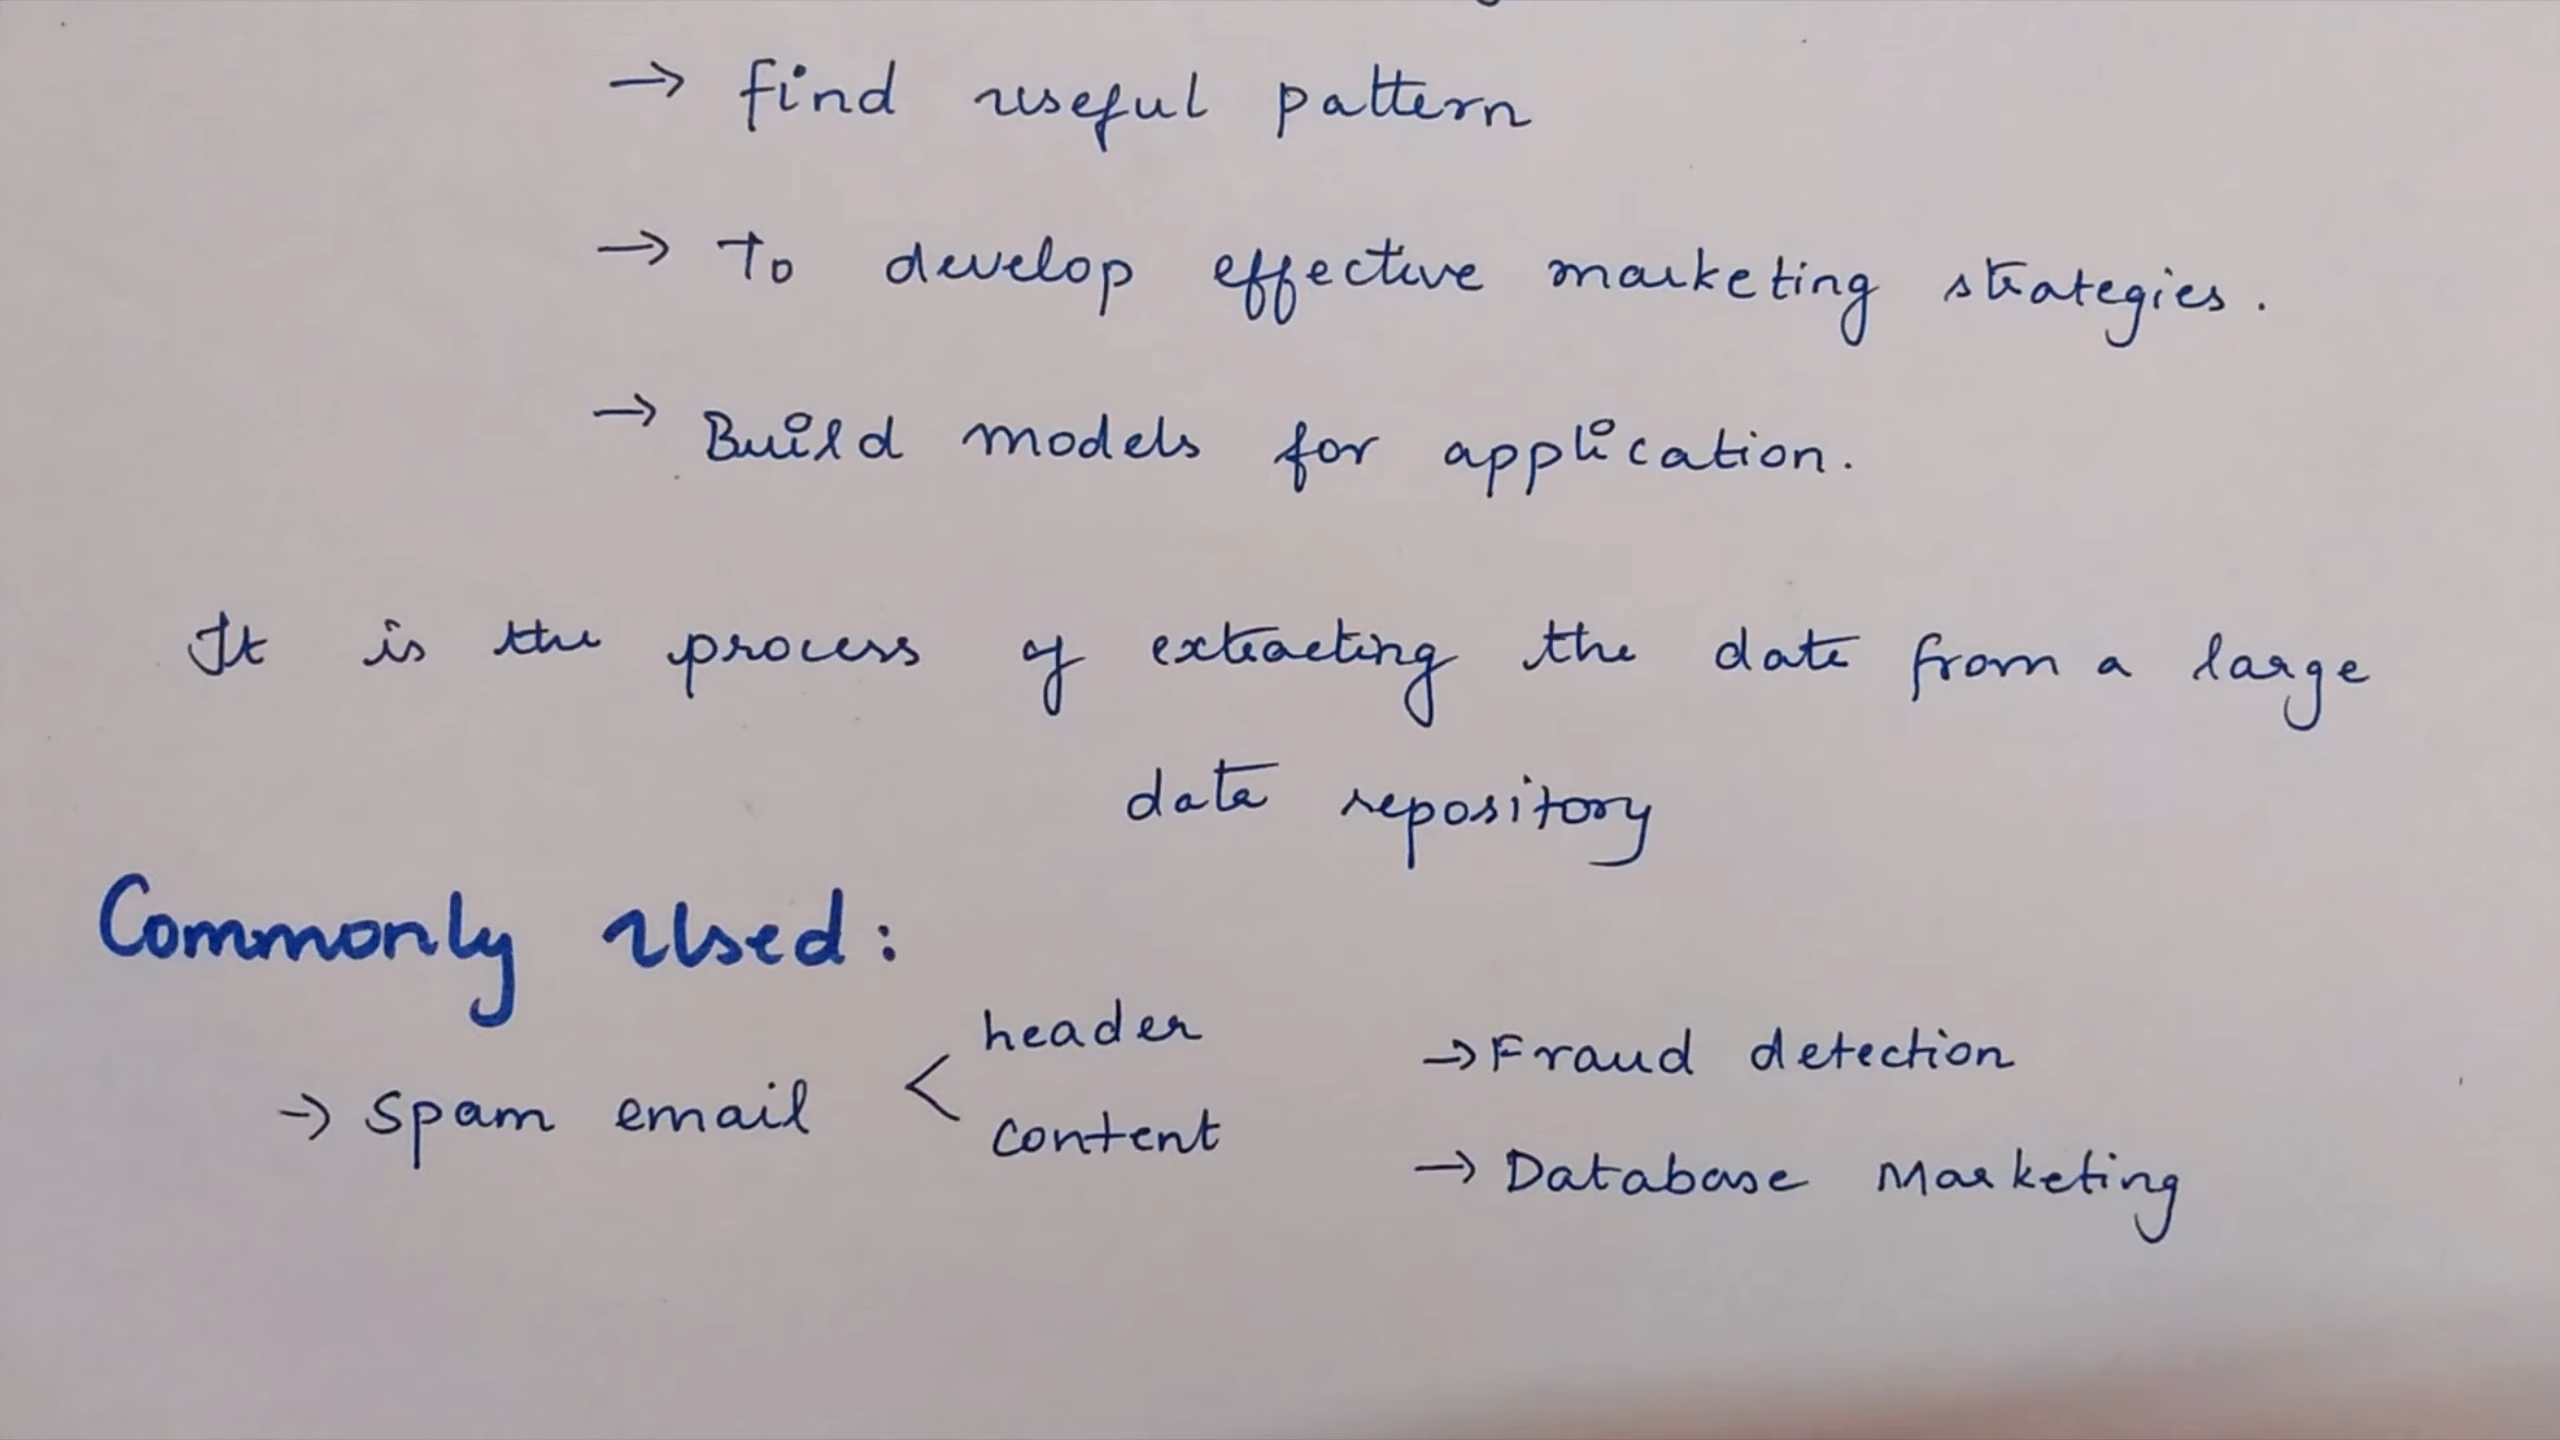 → find useful pattern
→ To develop effective marketing strategies.
→ Build models for application.
It is the process of extracting the data from a large
data repository
Commonly Used:
→ Spam email < header
content
→ Fraud detection
→ Database Marketing